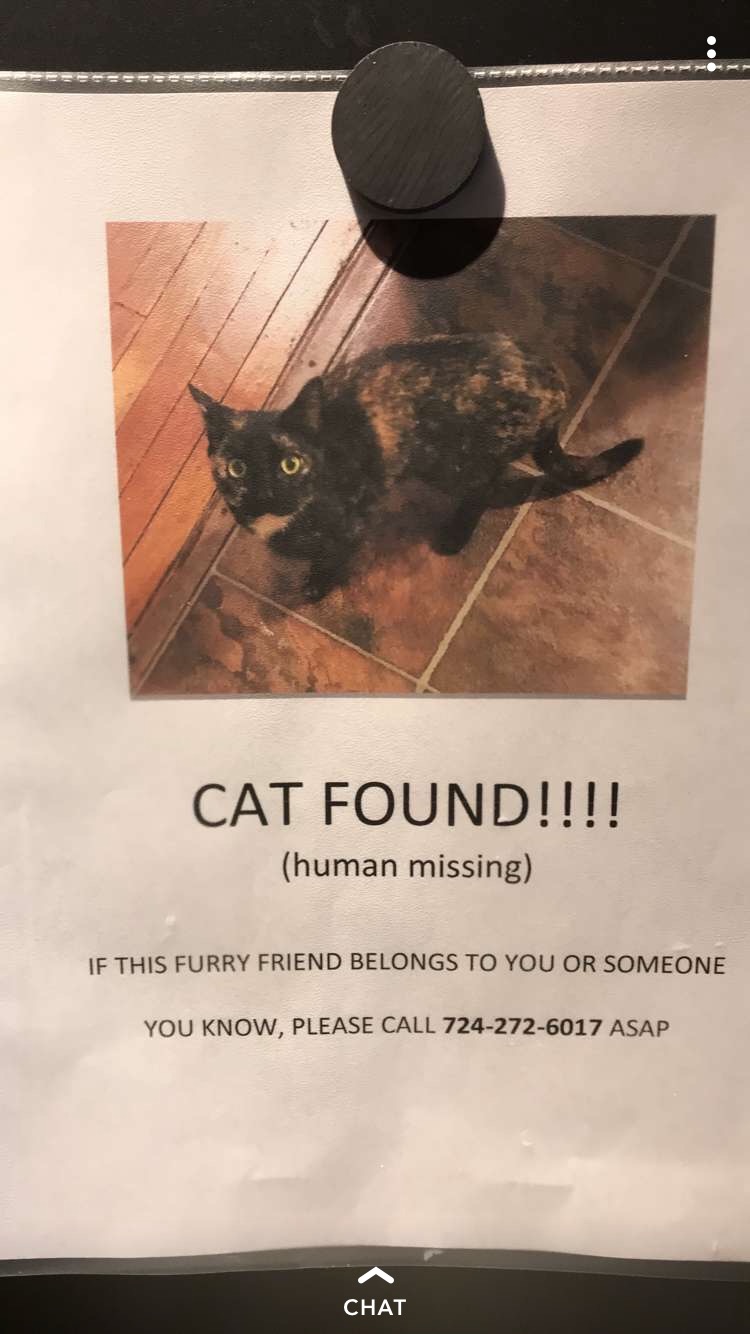 CAT FOUND!!!!
(human missing)
IF THIS FURRY FRIEND BELONGS TO YOU OR SOMEONE
YOU KNOW, PLEASE CALL 724-272-6017 ASAP
CHAT